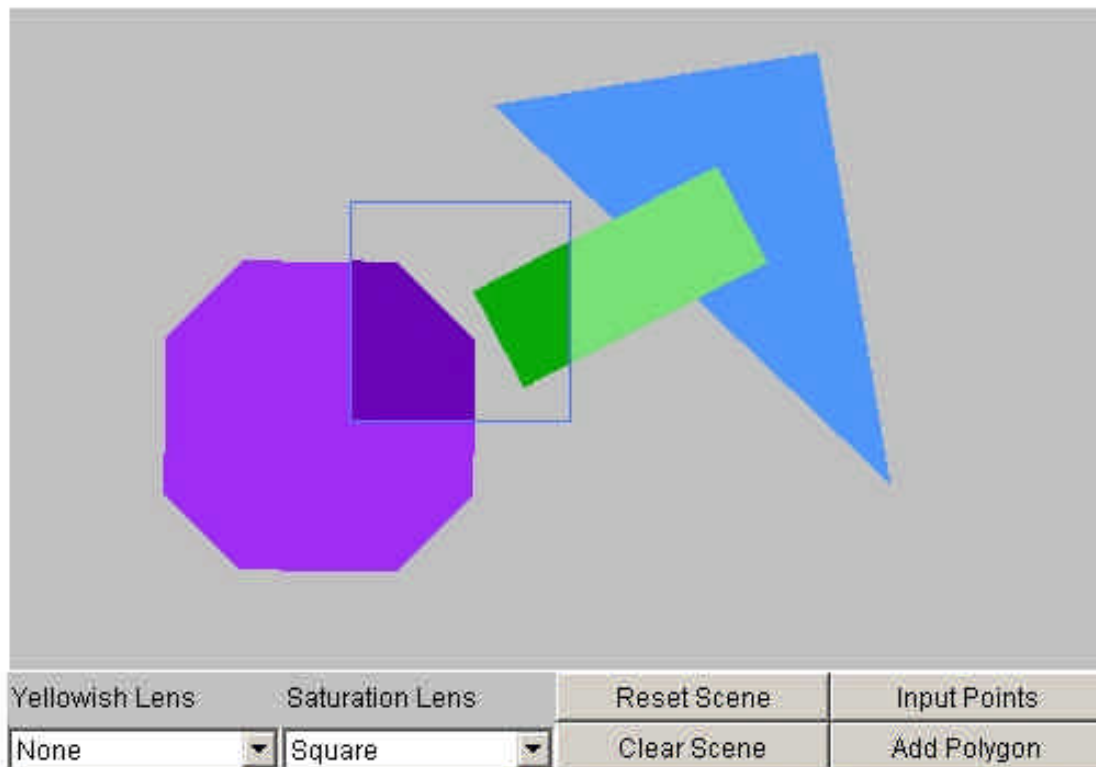 Yellowish Lens Saturation Lens Reset Scene Input Points
None Square Clear Scene Add Polygon